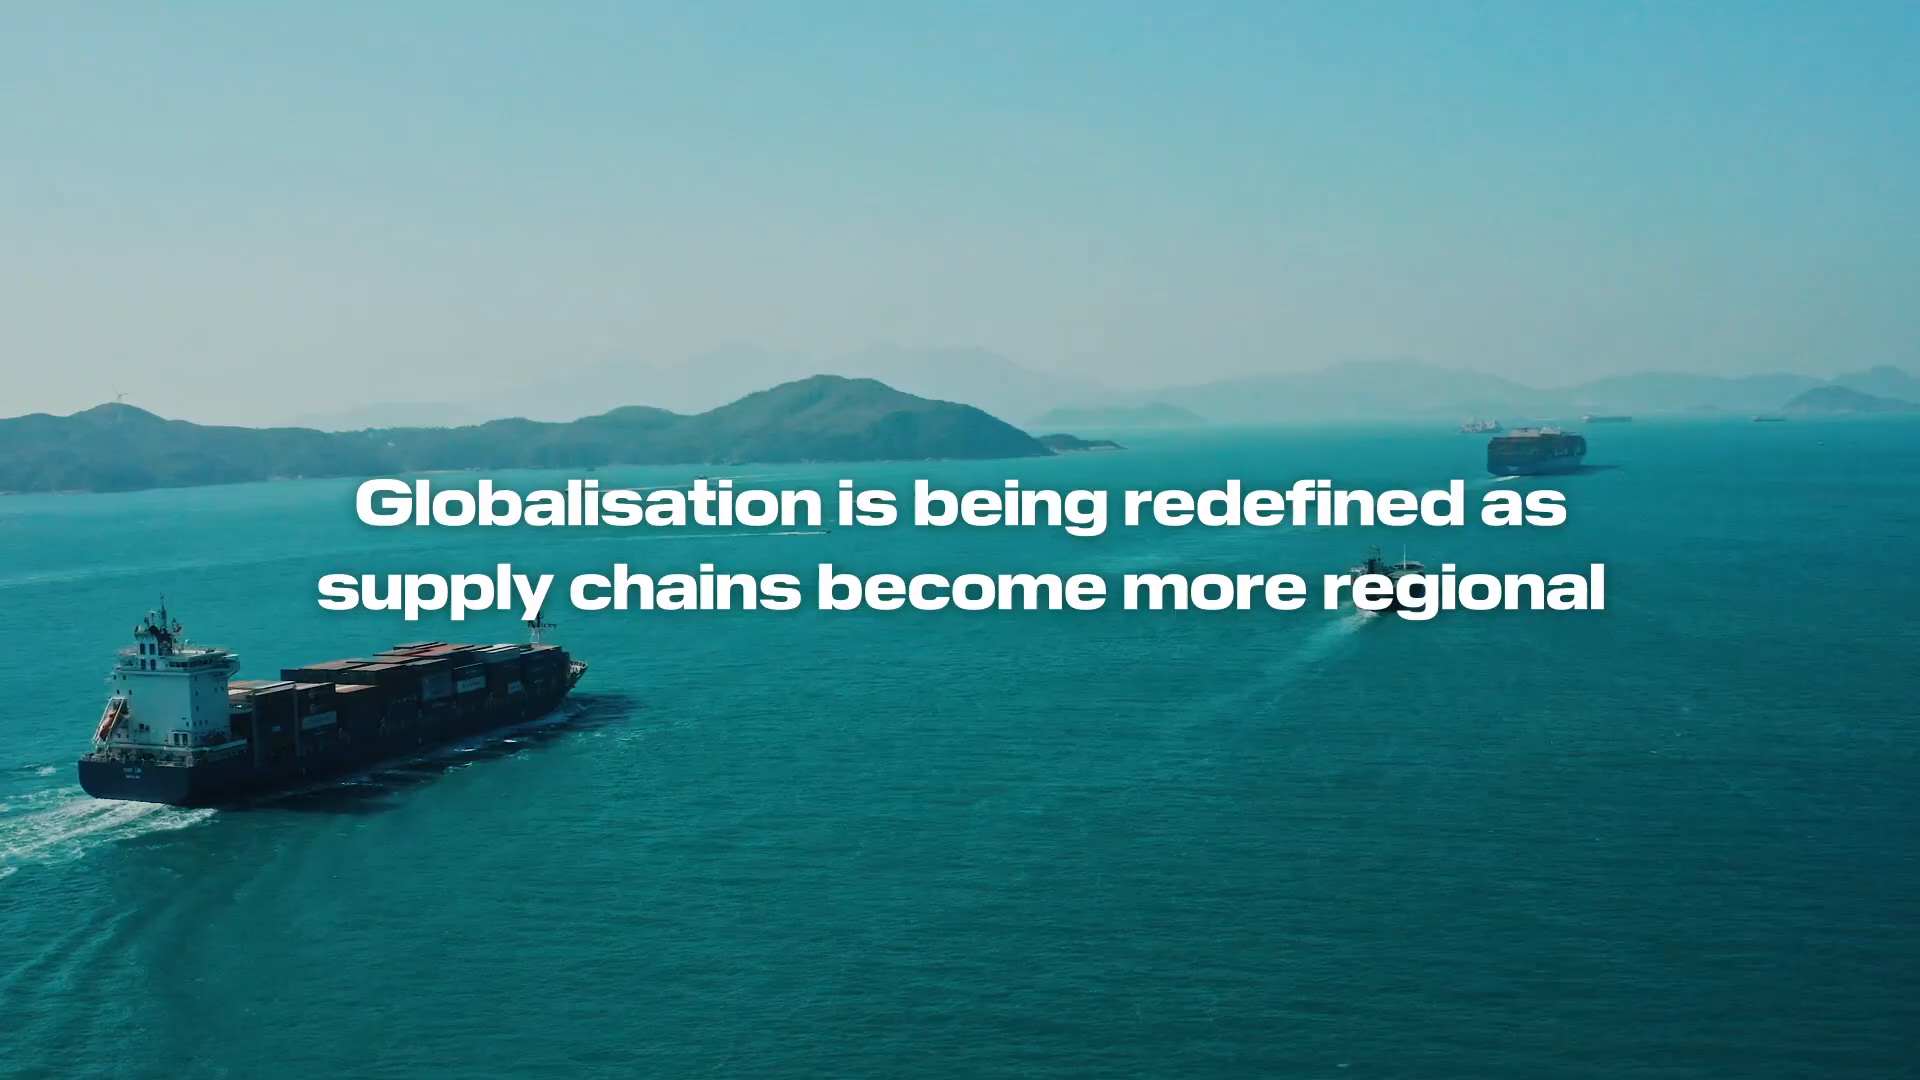 Globalisation is being redefined as
supply chains become more regional